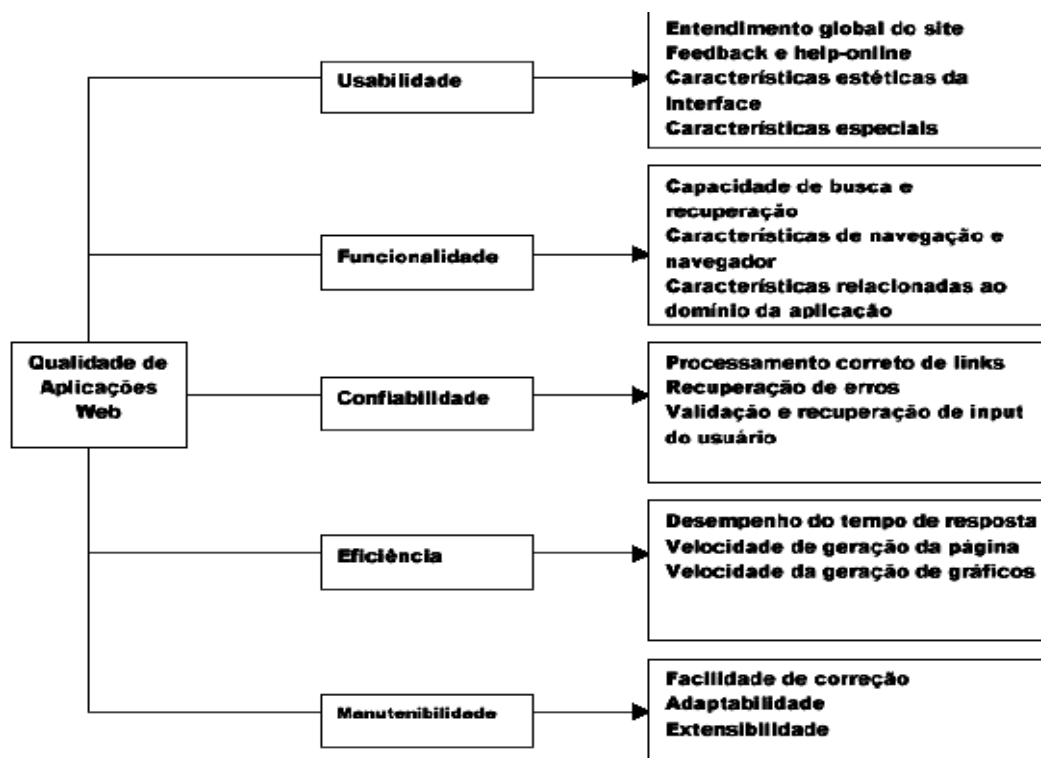 Qualidade de
Aplicações
Web
Usabilidade
Entendimento global do site
Feedback e help-online
Características estéticas da
interface
Características especiais
Funcionalidade
Capacidade de busca e
recuperação
Características de navegação e
navegador
Características relacionadas ao
domínio da aplicação
Confiabilidade
Processamento correto de links
Recuperação de erros
Validação e recuperação de input
do usuário
Eficiência
Desempenho do tempo de resposta
Velocidade de geração da página
Velocidade da geração de gráficos
Manutenibilidade
Facilidade de correção
Adaptabilidade
Extensibilidade